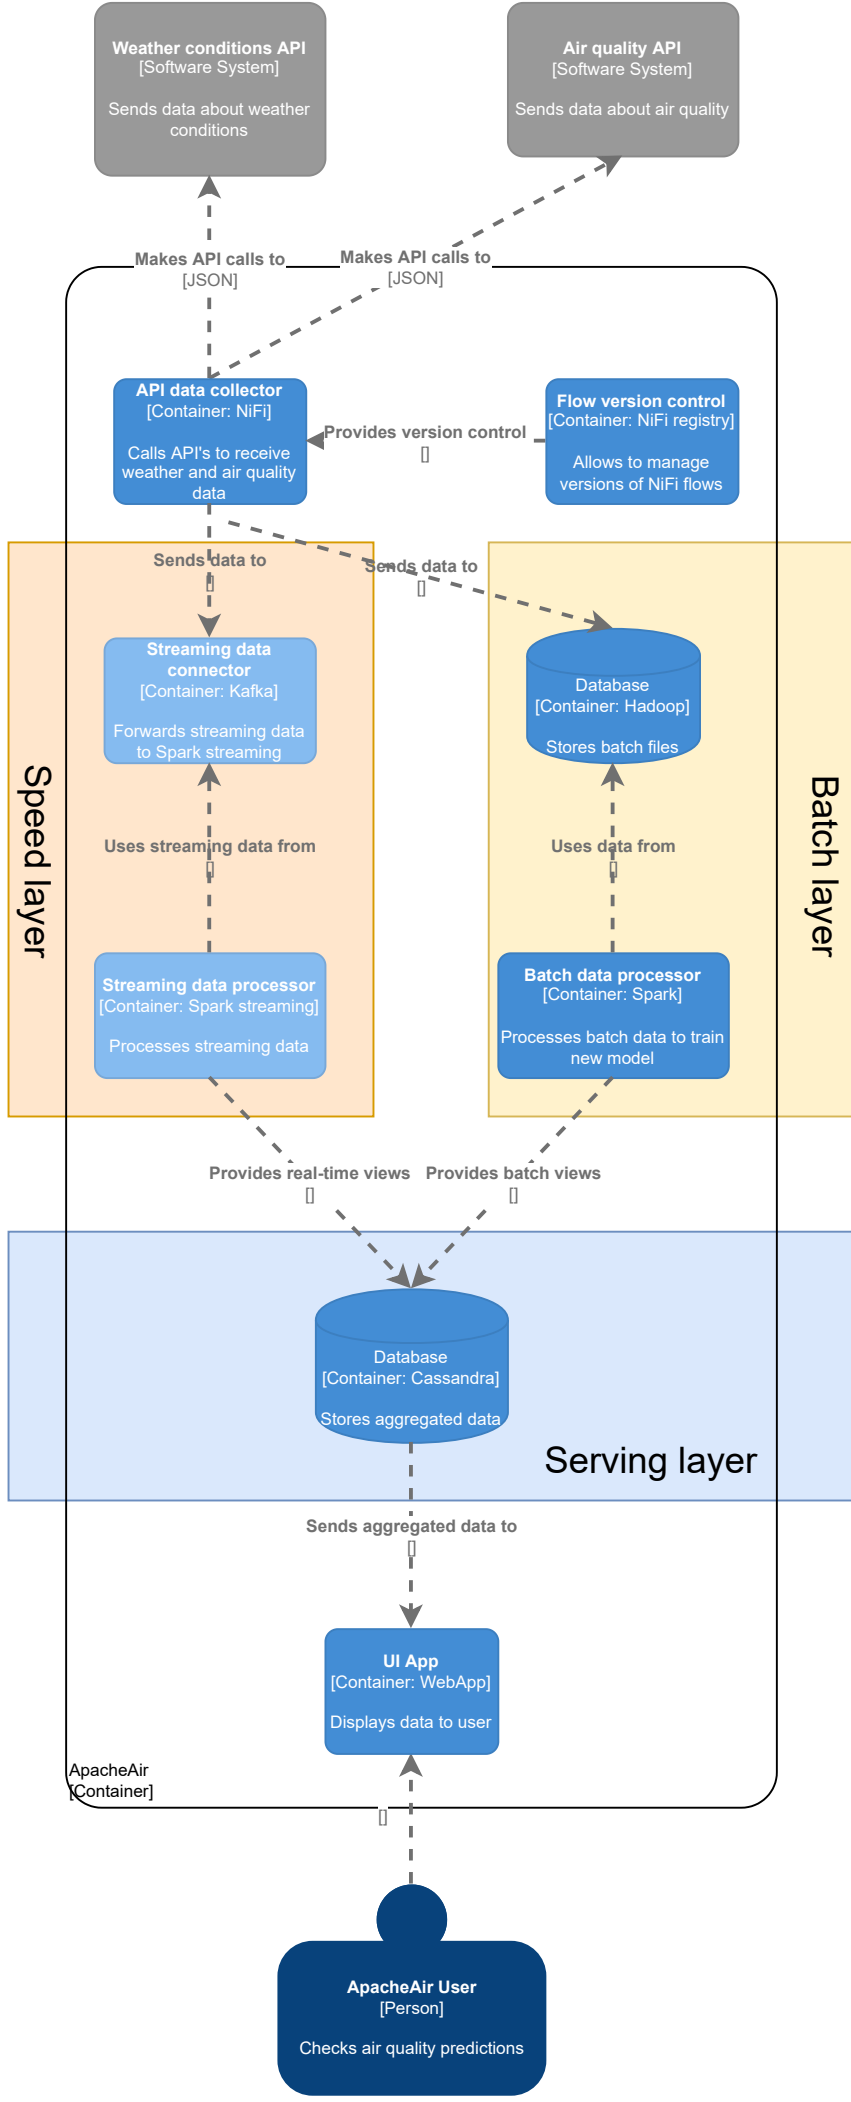 Weather conditions API
[Software System]
Sends data about weather
conditions
Air quality API
[Software System]
Sends data about air quality
Makes API calls to
[JSON]
Makes API calls to
[JSON]
API data collector
[Container: NiFi]
Calls API's to receive
weather and air quality
data
Provides version control
[]
Flow version control
[Container: NiFi registry]
Allows to manage
versions of NiFi flows
Sends data to
[]
Sends data to
[]
Streaming data
connector
[Container: Kafka]
Forwards streaming data
to Spark streaming
Database
[Container: Hadoop]
Stores batch files
Speed layer
Batch layer
Uses streaming data from
[]
Uses data from
[]
Streaming data processor
[Container: Spark streaming]
Processes streaming data
Batch data processor
[Container: Spark]
Processes batch data to train
new model
Provides real-time views
[]
Provides batch views
[]
Database
[Container: Cassandra]
Stores aggregated data
Serving layer
Sends aggregated data to
[]
UI App
[Container: WebApp]
Displays data to user
ApacheAir
[Container]
[]
ApacheAir User
[Person]
Checks air quality predictions